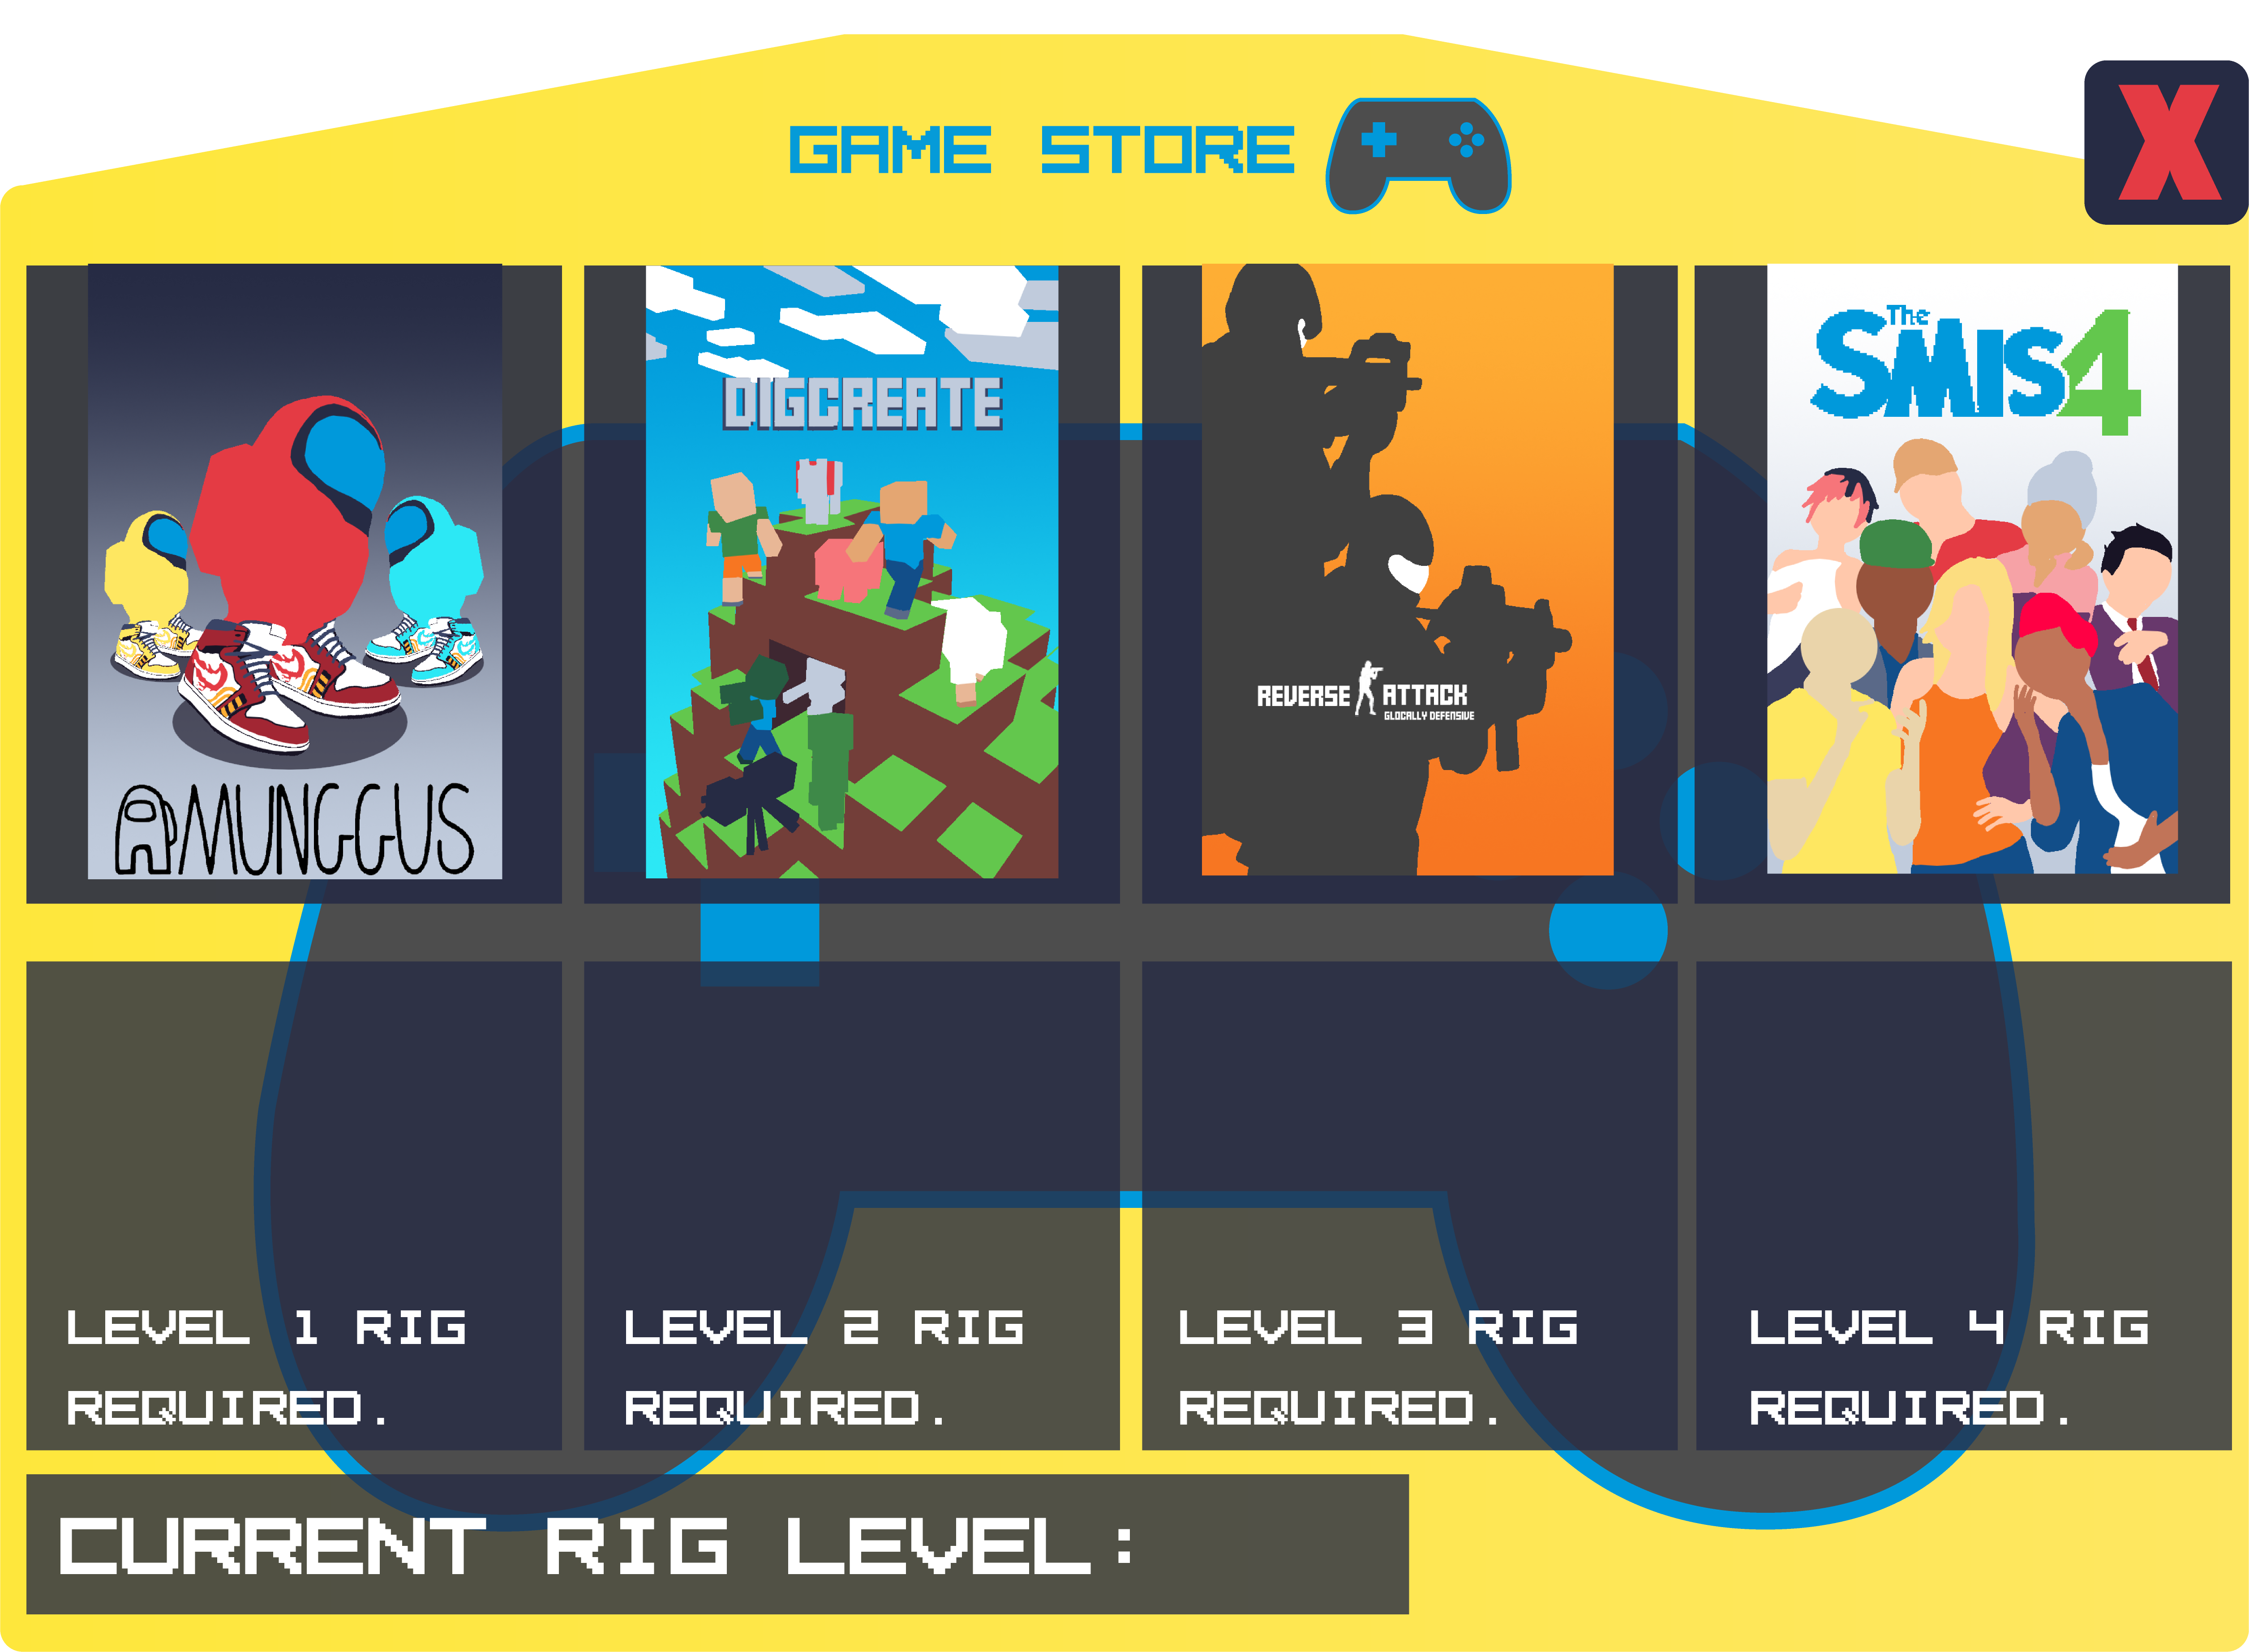 GAME STORE
X
DIGCREATE
The
SMIS4
REVERSE ATTACK
GLOCALLY DEFENSIVE
AMUNGGUS
LEVEL 1 RIG
REQUIRED.
LEVEL 2 RIG
REQUIRED.
LEVEL 3 RIG
REQUIRED.
LEVEL 4 RIG
REQUIRED.
CURRENT RIG LEVEL: